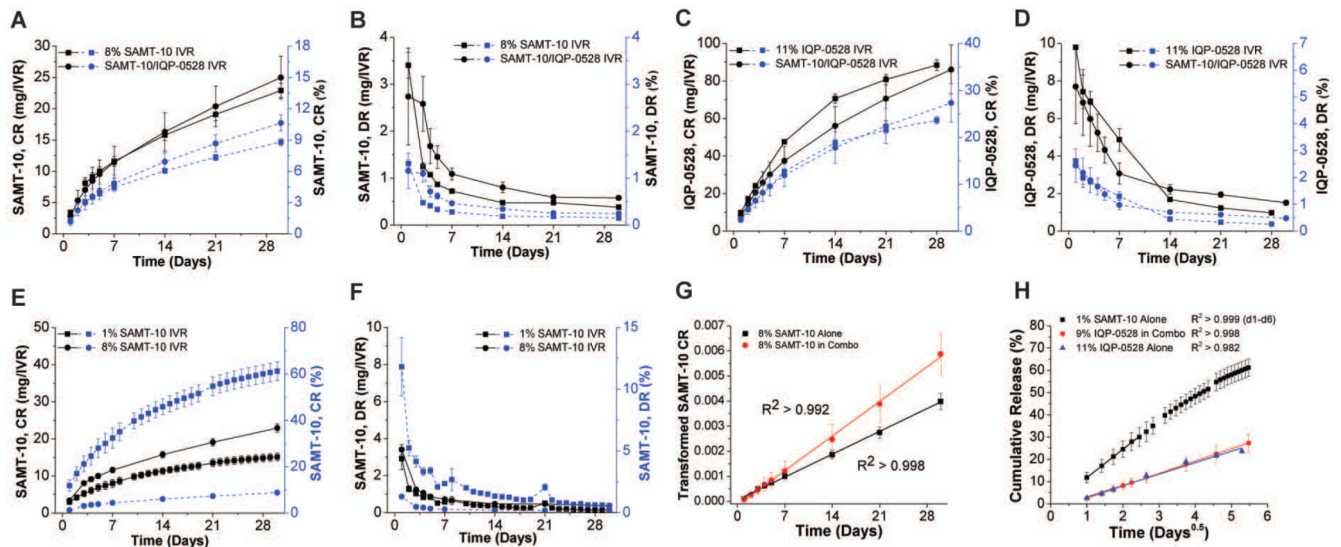 A
SAMT-10, CR (mg/IVR)
30
25
20
15
10
5
0
8% SAMT-10 IVR
SAMT-10/IQP-0528 IVR
18
15
12
9
6
3
0
SAMT-10, CR (%)
0 7 14 21 28
Time (Days)
B
SAMT-10, DR (mg/IVR)
4
3
2
1
0
8% SAMT-10 IVR
SAMT-10/IQP-0528 IVR
4
3
2
1
0
SAMT-10, DR (%)
0 7 14 21 28
Time (Days)
C
IQP-0528, CR (mg/IVR)
100
80
60
40
20
0
11% IQP-0528 IVR
SAMT-10/IQP-0528 IVR
40
30
20
10
0
IQP-0528, CR (%)
0 7 14 21 28
Time (Days)
D
IQP-0528, DR (mg/IVR)
10
8
6
4
2
0
11% IQP-0528 IVR
SAMT-10/IQP-0528 IVR
7
6
5
4
3
2
1
0
IQP-0528, DR (%)
0 7 14 21 28
Time (Days)
E
SAMT-10, CR (mg/IVR)
50
40
30
20
10
0
1% SAMT-10 IVR
8% SAMT-10 IVR
80
60
40
20
0
SAMT-10, CR (%)
0 7 14 21 28
Time (Days)
F
SAMT-10, DR (mg/IVR)
10
8
6
4
2
0
1% SAMT-10 IVR
8% SAMT-10 IVR
15
10
5
0
SAMT-10, DR (%)
0 7 14 21 28
Time (Days)
G
Transformed SAMT-10 CR
0.007
0.006
0.005
0.004
0.003
0.002
0.001
0.000
8% SAMT-10 Alone
8% SAMT-10 in Combo
R² > 0.992
R² > 0.998
0 7 14 21 28
Time (Days)
H
Cumulative Release (%)
80
70
60
50
40
30
20
10
0
1% SAMT-10 Alone R² > 0.999 (d1-d6)
9% IQP-0528 in Combo R² > 0.998
11% IQP-0528 Alone R² > 0.982
0 1 2 3 4 5 6
Time (Days⁰·⁵)